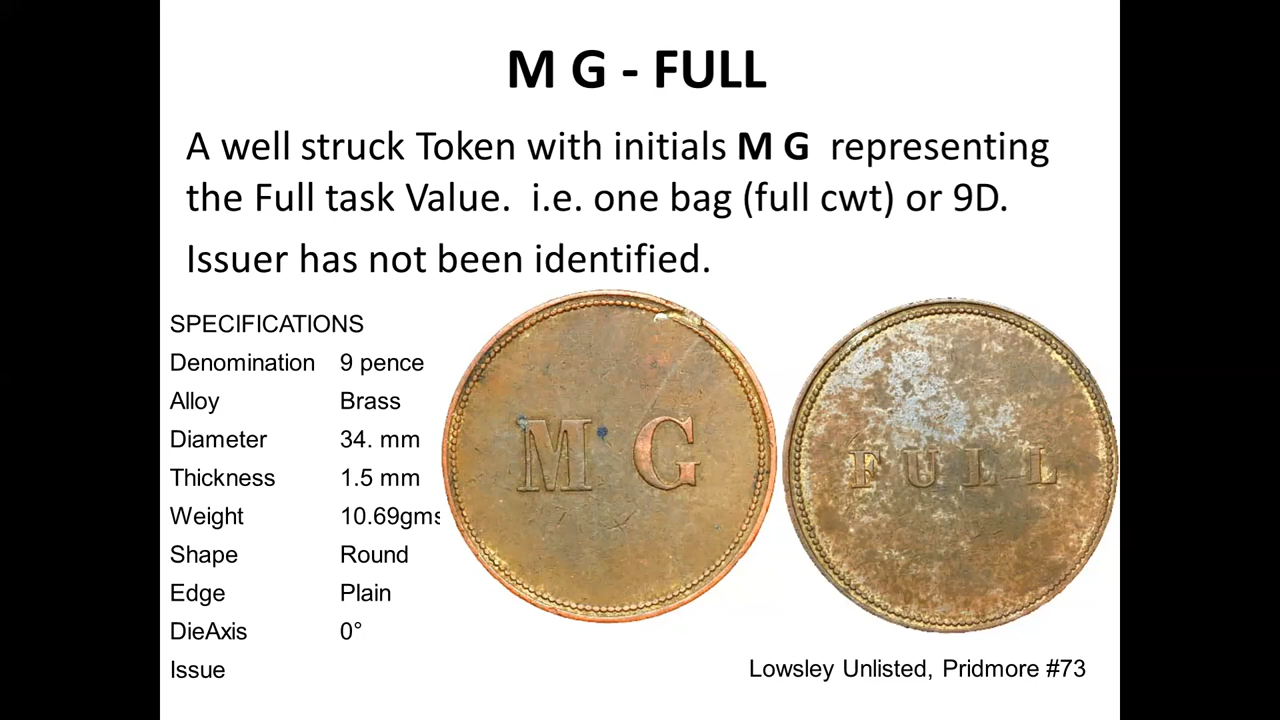 M G - FULL
A well struck Token with initials M G representing
the Full task Value. i.e. one bag (full cwt) or 9D.
Issuer has not been identified.
SPECIFICATIONS
Denomination 9 pence
Alloy Brass
Diameter 34. mm
Thickness 1.5 mm
Weight 10.69gms
Shape Round
Edge Plain
DieAxis 0°
Issue
M G
FULL
Lowsley Unlisted, Pridmore #73